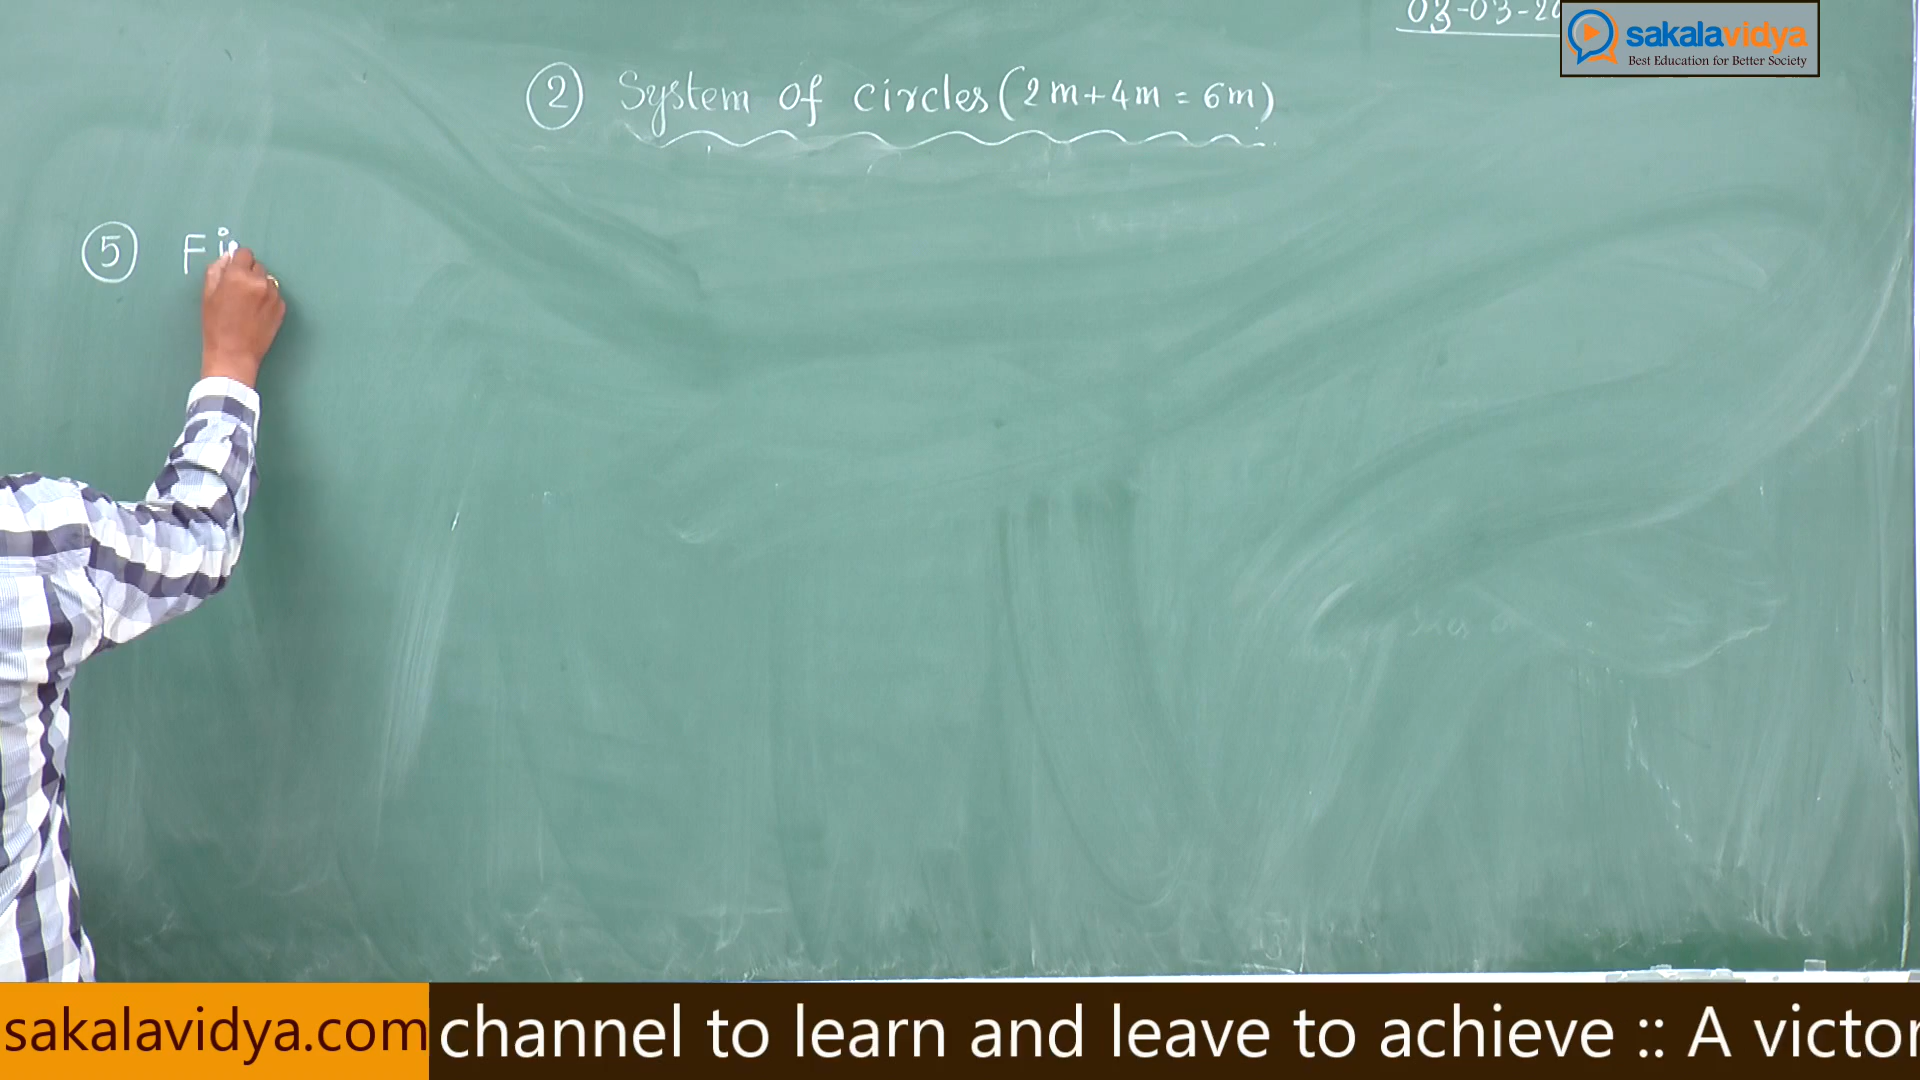 03-03-20
sakalavidya
Best Education for Better Society
② System of circles (2m+4m = 6m)
⑤ Fi
sakalavidya.com channel to learn and leave to achieve :: A victor